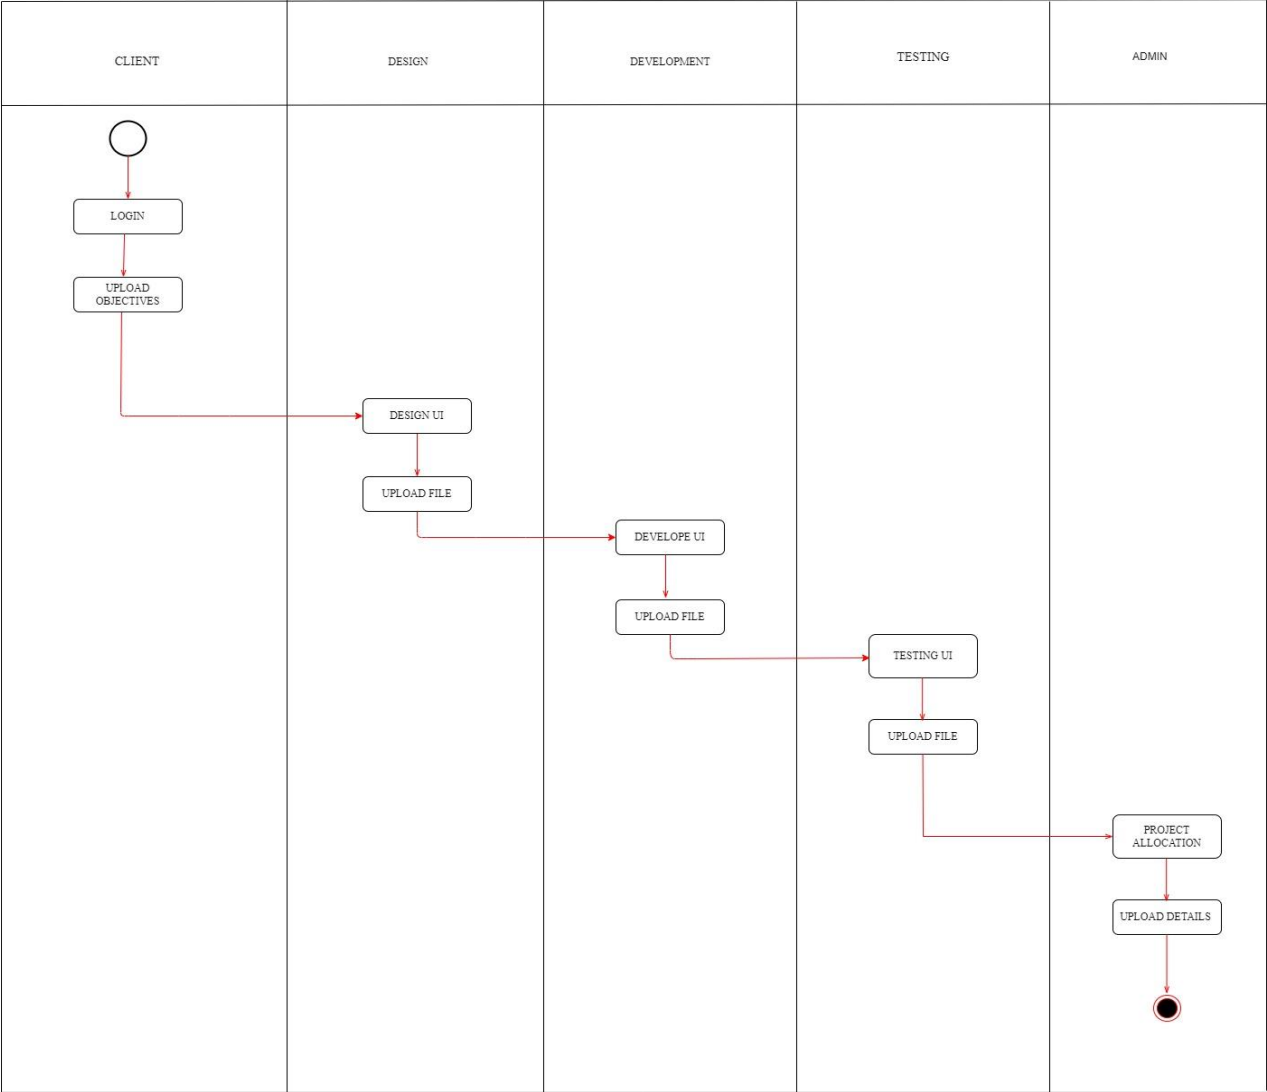 CLIENT
DESIGN
DEVELOPMENT
TESTING
ADMIN
LOGIN
UPLOAD
OBJECTIVES
DESIGN UI
UPLOAD FILE
DEVELOPE UI
UPLOAD FILE
TESTING UI
UPLOAD FILE
PROJECT
ALLOCATION
UPLOAD DETAILS